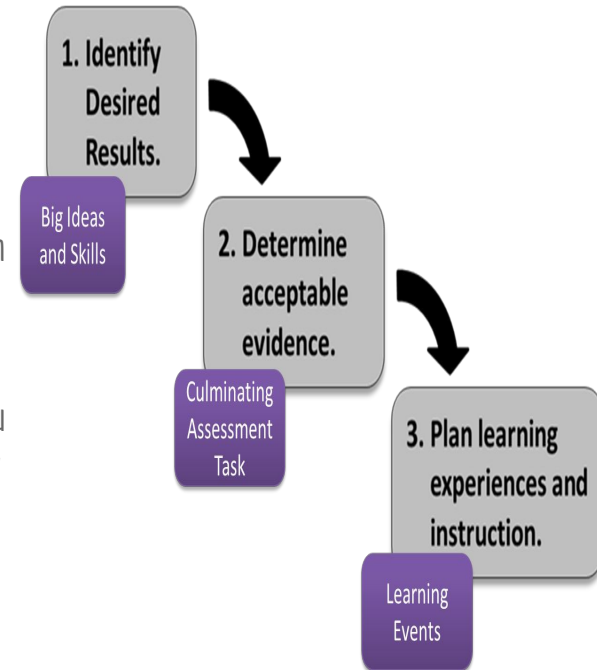 1. Identify
Desired
Results.
Big Ideas
and Skills
2. Determine
acceptable
evidence.
Culminating
Assessment
Task
3. Plan learning
experiences and
instruction.
Learning
Events